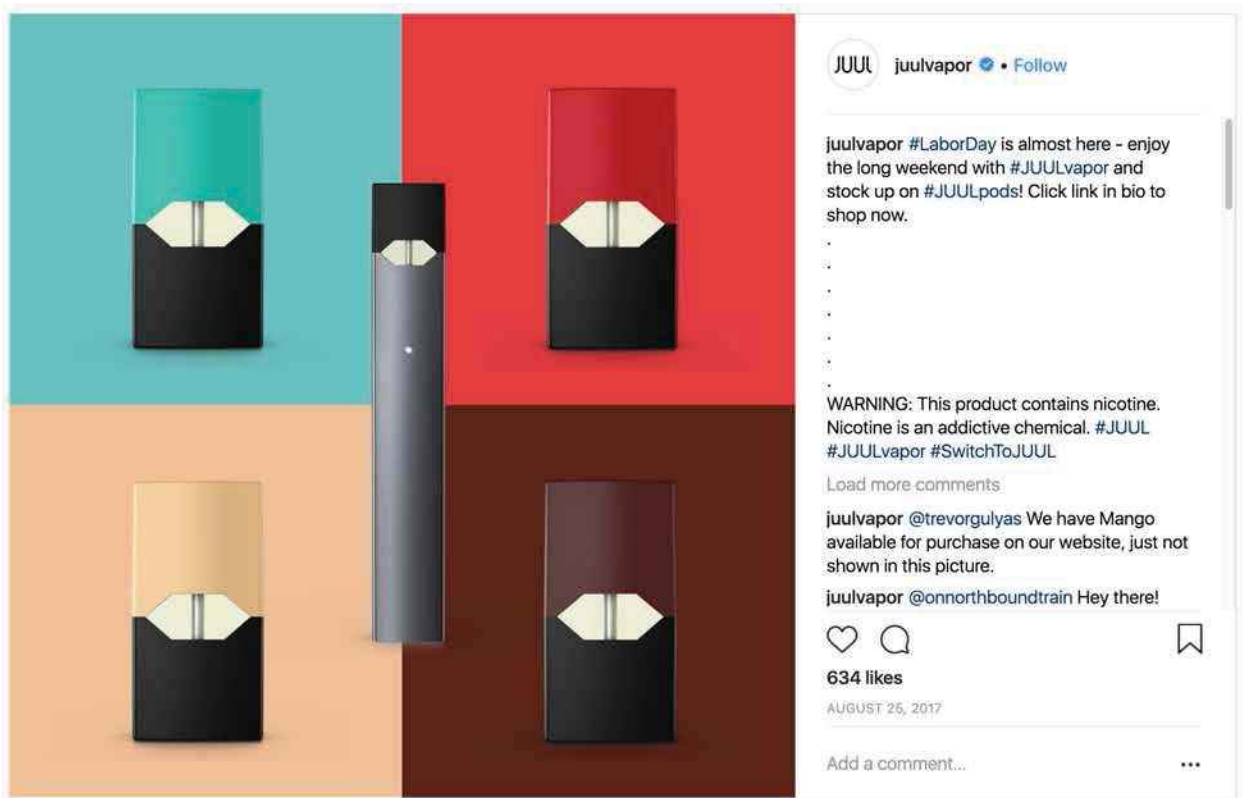 JUUL juulvapor • Follow
juulvapor #LaborDay is almost here - enjoy
the long weekend with #JUULvapor and
stock up on #JUULpods! Click link in bio to
shop now.
.
.
.
.
.
.
.
WARNING: This product contains nicotine.
Nicotine is an addictive chemical. #JUUL
#JUULvapor #SwitchToJUUL
Load more comments
juulvapor @trevorgulyas We have Mango
available for purchase on our website, just not
shown in this picture.
juulvapor @onnorthboundtrain Hey there!
634 likes
AUGUST 25, 2017
Add a comment...